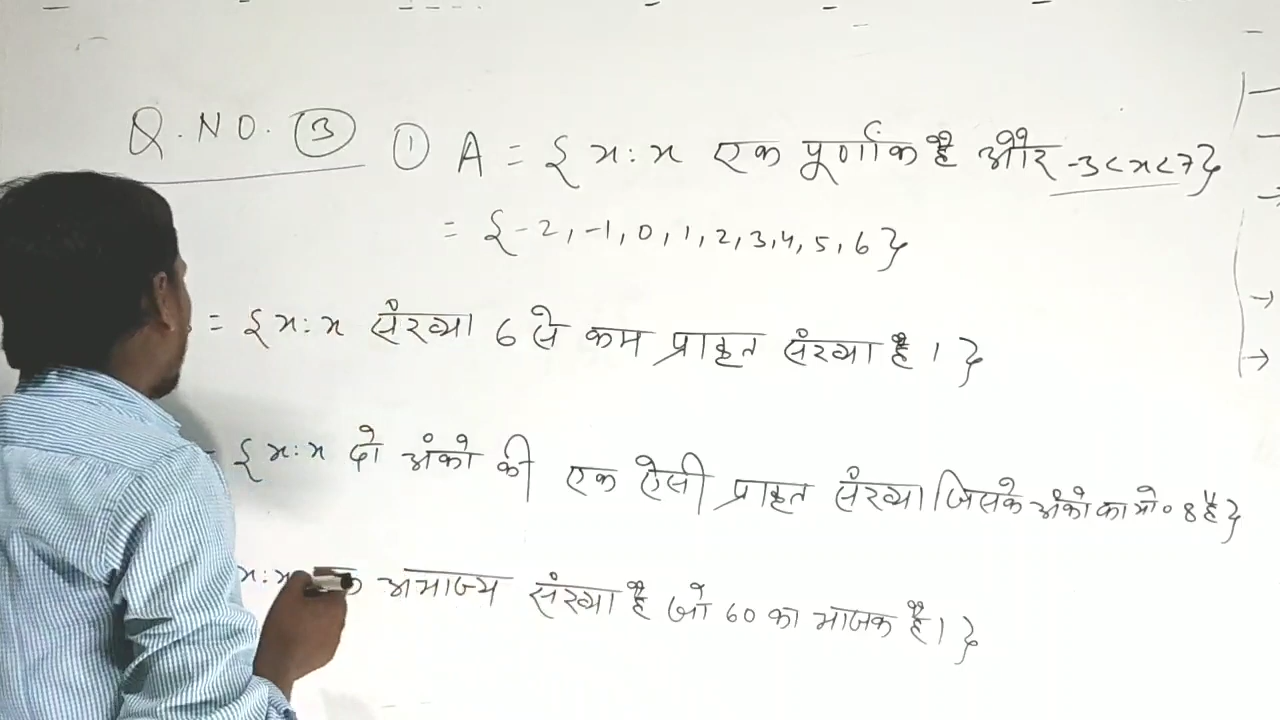 Q.NO. ③ ① A = {x:x एक पूर्णांक है और -3<x<7}
= {-2, -1, 0, 1, 2, 3, 4, 5, 6}
= {x:x संख्या 6 से कम प्राकृत संख्या है।}
{x:x दो अंको की एक ऐसी प्राकृत संख्या जिसके अंको का यो० 8 है}
x:x अभाज्य संख्या है जो 60 का भाजक है।}